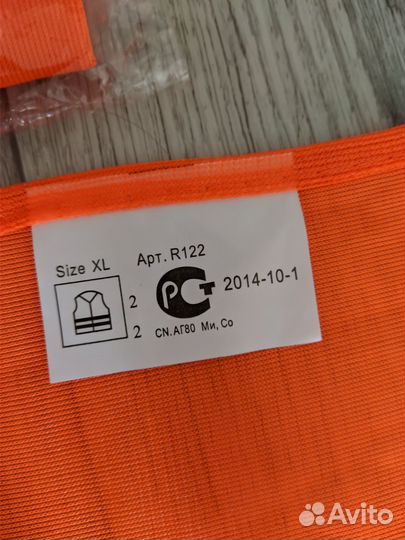 Size XL
Арт. R122
2
2
РСТ
2014-10-1
CN.АГ80 Ми, Со
Avito